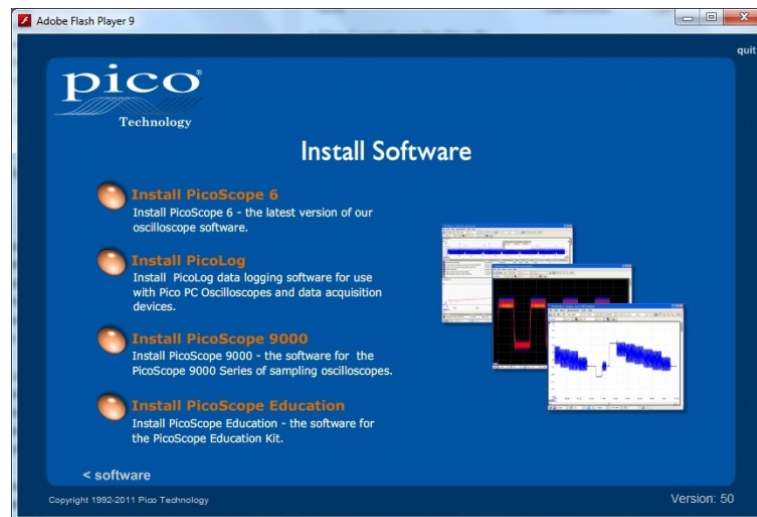 Adobe Flash Player 9
quit
pico®
Technology
Install Software
Install PicoScope 6
Install PicoScope 6 - the latest version of our
oscilloscope software.
Install PicoLog
Install PicoLog data logging software for use
with Pico PC Oscilloscopes and data acquisition
devices.
Install PicoScope 9000
Install PicoScope 9000 - the software for the
PicoScope 9000 Series of sampling oscilloscopes.
Install PicoScope Education
Install PicoScope Education - the software for
the PicoScope Education Kit.
< software
Copyright 1992-2011 Pico Technology
Version: 50